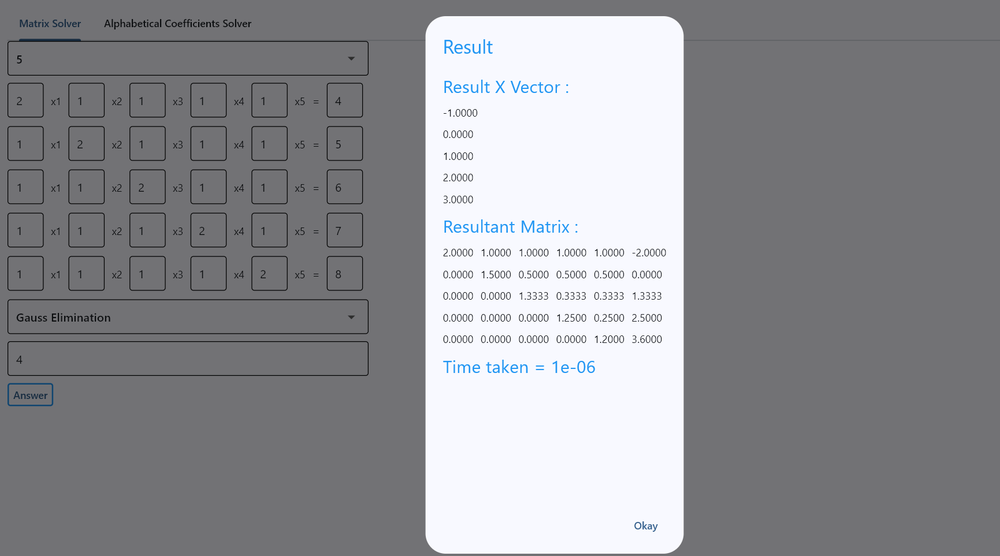 Matrix Solver Alphabetical Coefficients Solver
5
2 x1 1 x2 1 x3 1 x4 1 x5 = 4
1 x1 2 x2 1 x3 1 x4 1 x5 = 5
1 x1 1 x2 2 x3 1 x4 1 x5 = 6
1 x1 1 x2 1 x3 2 x4 1 x5 = 7
1 x1 1 x2 1 x3 1 x4 2 x5 = 8
Gauss Elimination
4
Answer
Result
Result X Vector :
-1.0000
0.0000
1.0000
2.0000
3.0000
Resultant Matrix :
2.0000 1.0000 1.0000 1.0000 1.0000 -2.0000
0.0000 1.5000 0.5000 0.5000 0.5000 0.0000
0.0000 0.0000 1.3333 0.3333 0.3333 1.3333
0.0000 0.0000 0.0000 1.2500 0.2500 2.5000
0.0000 0.0000 0.0000 0.0000 1.2000 3.6000
Time taken = 1e-06
Okay